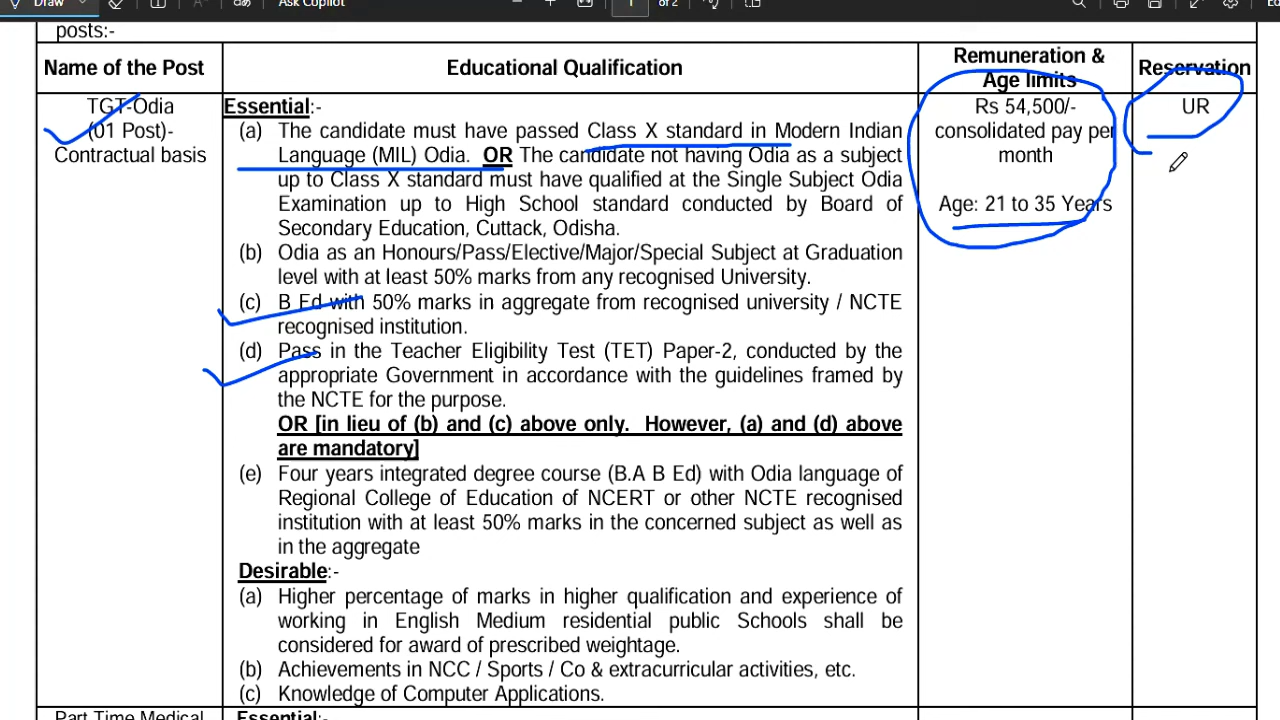 Draw
Ask Copilot
1 of 2
posts:-
Name of the Post
Educational Qualification
Remuneration &
Age limits
Reservation
TGT-Odia
(01 Post)-
Contractual basis
Essential:-
(a) The candidate must have passed Class X standard in Modern Indian
Language (MIL) Odia. OR The candidate not having Odia as a subject
up to Class X standard must have qualified at the Single Subject Odia
Examination up to High School standard conducted by Board of
Secondary Education, Cuttack, Odisha.
(b) Odia as an Honours/Pass/Elective/Major/Special Subject at Graduation
level with at least 50% marks from any recognised University.
(c) B Ed with 50% marks in aggregate from recognised university / NCTE
recognised institution.
(d) Pass in the Teacher Eligibility Test (TET) Paper-2, conducted by the
appropriate Government in accordance with the guidelines framed by
the NCTE for the purpose.
OR [in lieu of (b) and (c) above only. However, (a) and (d) above
are mandatory]
(e) Four years integrated degree course (B.A B Ed) with Odia language of
Regional College of Education of NCERT or other NCTE recognised
institution with at least 50% marks in the concerned subject as well as
in the aggregate
Desirable:-
(a) Higher percentage of marks in higher qualification and experience of
working in English Medium residential public Schools shall be
considered for award of prescribed weightage.
(b) Achievements in NCC / Sports / Co & extracurricular activities, etc.
(c) Knowledge of Computer Applications.
Rs 54,500/-
consolidated pay per
month
Age: 21 to 35 Years
UR
Part Time Medical
Essential:-